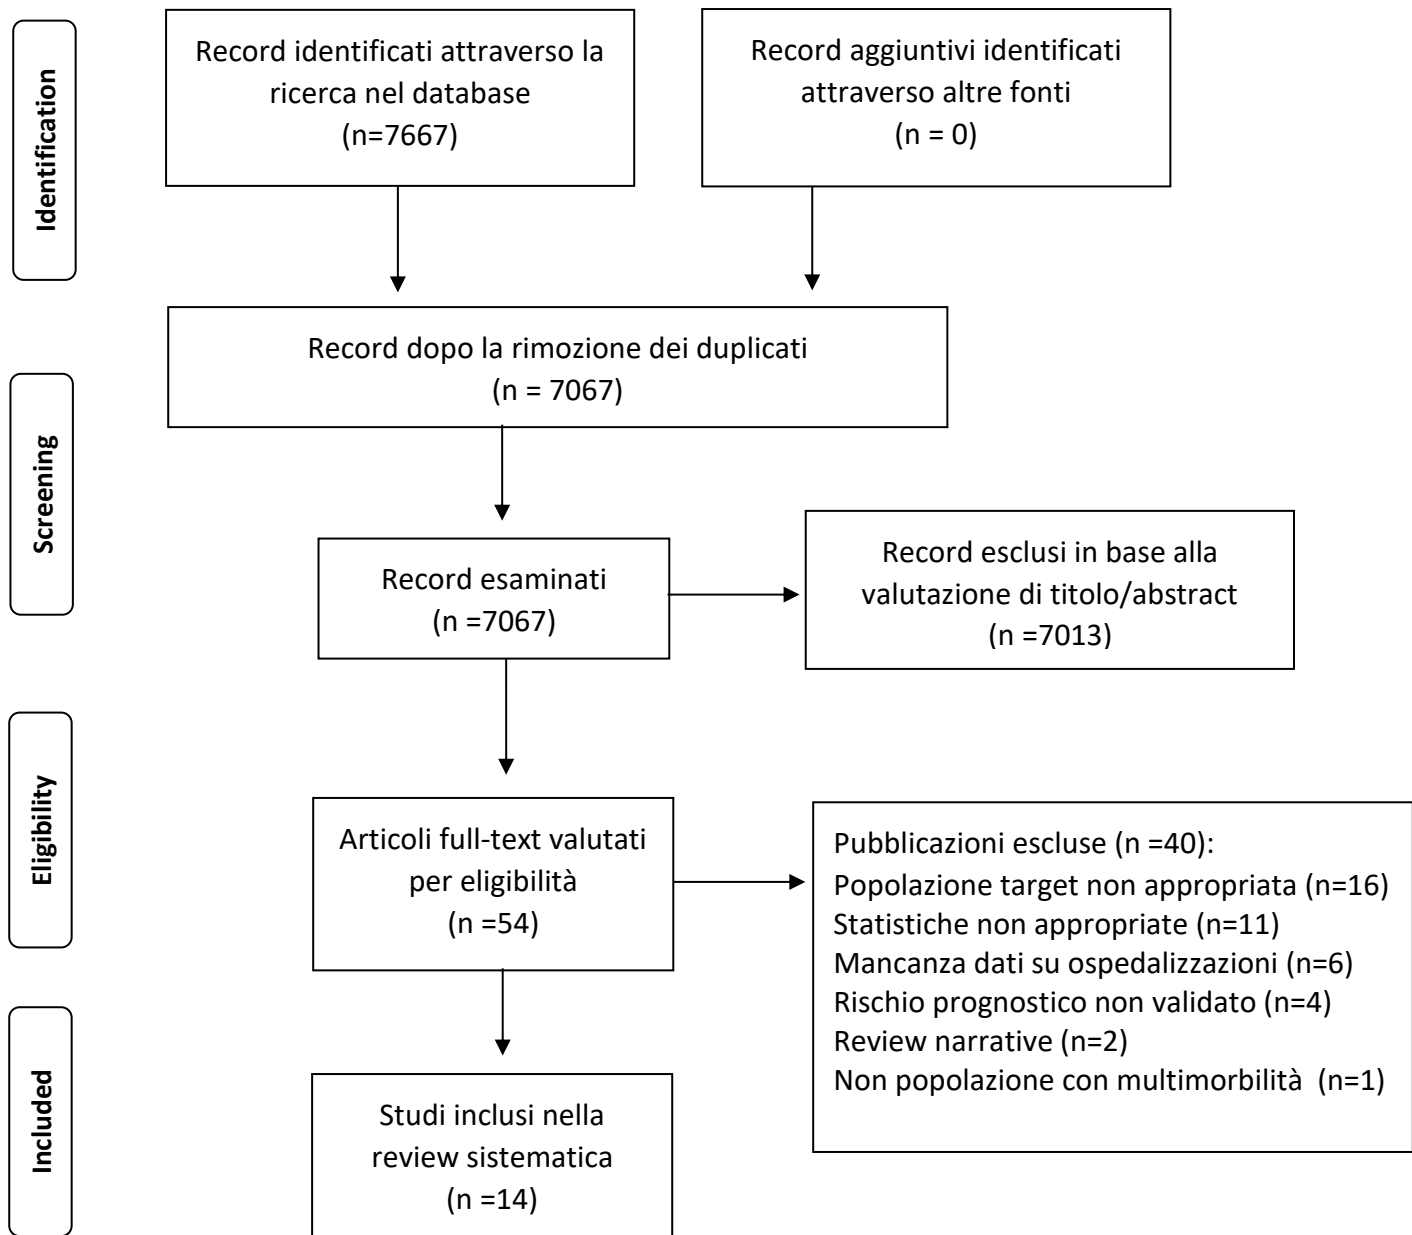 Identification
Record identificati attraverso la
ricerca nel database
(n=7667)
Record aggiuntivi identificati
attraverso altre fonti
(n = 0)
Record dopo la rimozione dei duplicati
(n = 7067)
Screening
Record esaminati
(n =7067)
Record esclusi in base alla
valutazione di titolo/abstract
(n =7013)
Eligibility
Articoli full-text valutati
per eligibilità
(n =54)
Pubblicazioni escluse (n =40):
Popolazione target non appropriata (n=16)
Statistiche non appropriate (n=11)
Mancanza dati su ospedalizzazioni (n=6)
Rischio prognostico non validato (n=4)
Review narrative (n=2)
Non popolazione con multimorbilità (n=1)
Included
Studi inclusi nella
review sistematica
(n =14)